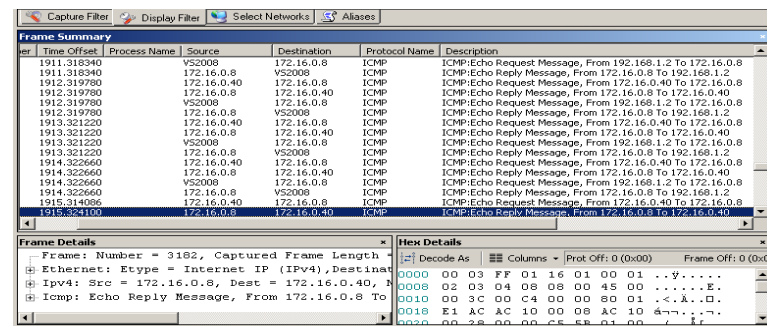 Capture Filter Display Filter Select Networks Aliases
Frame Summary
er Time Offset Process Name Source Destination Protocol Name Description
1911.318340 VS2008 172.16.0.8 ICMP ICMP:Echo Request Message, From 192.168.1.2 To 172.16.0.8
1911.318340 172.16.0.8 VS2008 ICMP ICMP:Echo Reply Message, From 172.16.0.8 To 192.168.1.2
1912.319780 172.16.0.40 172.16.0.8 ICMP ICMP:Echo Request Message, From 172.16.0.40 To 172.16.0.8
1912.319780 172.16.0.8 172.16.0.40 ICMP ICMP:Echo Reply Message, From 172.16.0.8 To 172.16.0.40
1912.319780 VS2008 172.16.0.8 ICMP ICMP:Echo Request Message, From 192.168.1.2 To 172.16.0.8
1912.319780 172.16.0.8 VS2008 ICMP ICMP:Echo Reply Message, From 172.16.0.8 To 192.168.1.2
1913.321220 172.16.0.40 172.16.0.8 ICMP ICMP:Echo Request Message, From 172.16.0.40 To 172.16.0.8
1913.321220 172.16.0.8 172.16.0.40 ICMP ICMP:Echo Reply Message, From 172.16.0.8 To 172.16.0.40
1913.321220 VS2008 172.16.0.8 ICMP ICMP:Echo Request Message, From 192.168.1.2 To 172.16.0.8
1913.321220 172.16.0.8 VS2008 ICMP ICMP:Echo Reply Message, From 172.16.0.8 To 192.168.1.2
1914.322660 172.16.0.40 172.16.0.8 ICMP ICMP:Echo Request Message, From 172.16.0.40 To 172.16.0.8
1914.322660 172.16.0.8 172.16.0.40 ICMP ICMP:Echo Reply Message, From 172.16.0.8 To 172.16.0.40
1914.322660 VS2008 172.16.0.8 ICMP ICMP:Echo Request Message, From 192.168.1.2 To 172.16.0.8
1914.322660 172.16.0.8 VS2008 ICMP ICMP:Echo Reply Message, From 172.16.0.8 To 192.168.1.2
1915.314086 172.16.0.40 172.16.0.8 ICMP ICMP:Echo Request Message, From 172.16.0.40 To 172.16.0.8
1915.324100 172.16.0.8 172.16.0.40 ICMP ICMP:Echo Reply Message, From 172.16.0.8 To 172.16.0.40
Frame Details
Frame: Number = 3182, Captured Frame Length =
Ethernet: Etype = Internet IP (IPv4),Destinat
Ipv4: Src = 172.16.0.8, Dest = 172.16.0.40, N
Icmp: Echo Reply Message, From 172.16.0.8 To
Hex Details
Decode As Columns Prot Off: 0 (0x00) Frame Off: 0 (0x0
0000 00 03 FF 01 16 01 00 01 ..ÿ.....
0008 02 03 04 08 08 00 45 00 ......E.
0010 00 3C 00 C4 00 00 80 01 .<.Ä..□.
0018 E1 AC AC 10 00 08 AC 10 á¬¬...¬.
0020 00 28 00 00 C5 5B 01 00